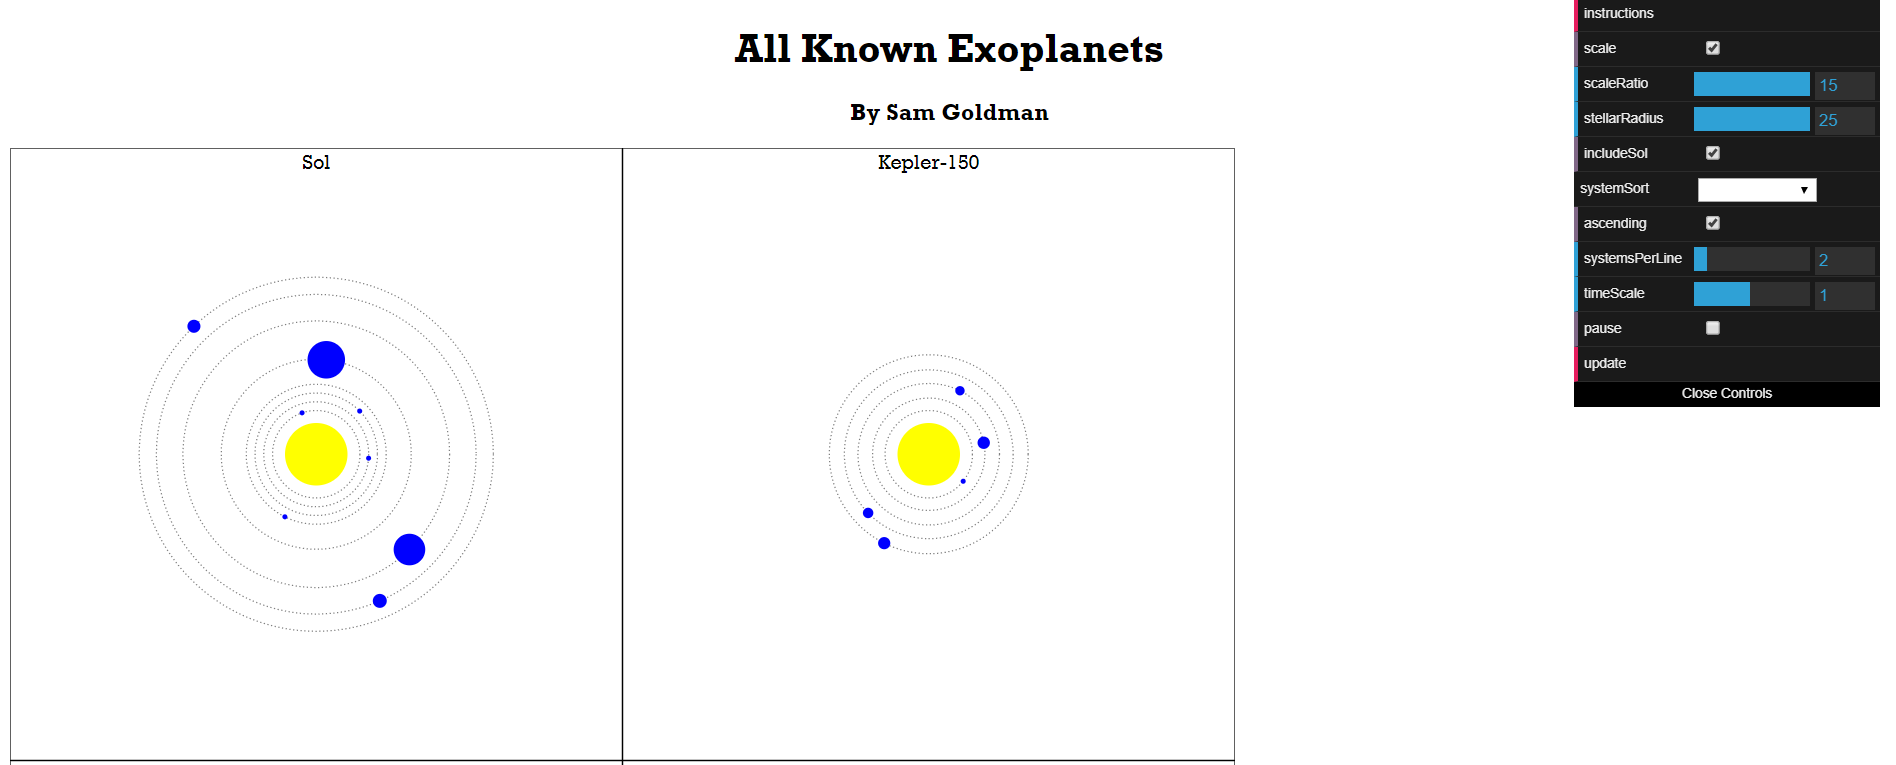 All Known Exoplanets
By Sam Goldman
Sol
Kepler-150
instructions
scale
scaleRatio 15
stellarRadius 25
includeSol
systemSort
ascending
systemsPerLine 2
timeScale 1
pause
update
Close Controls